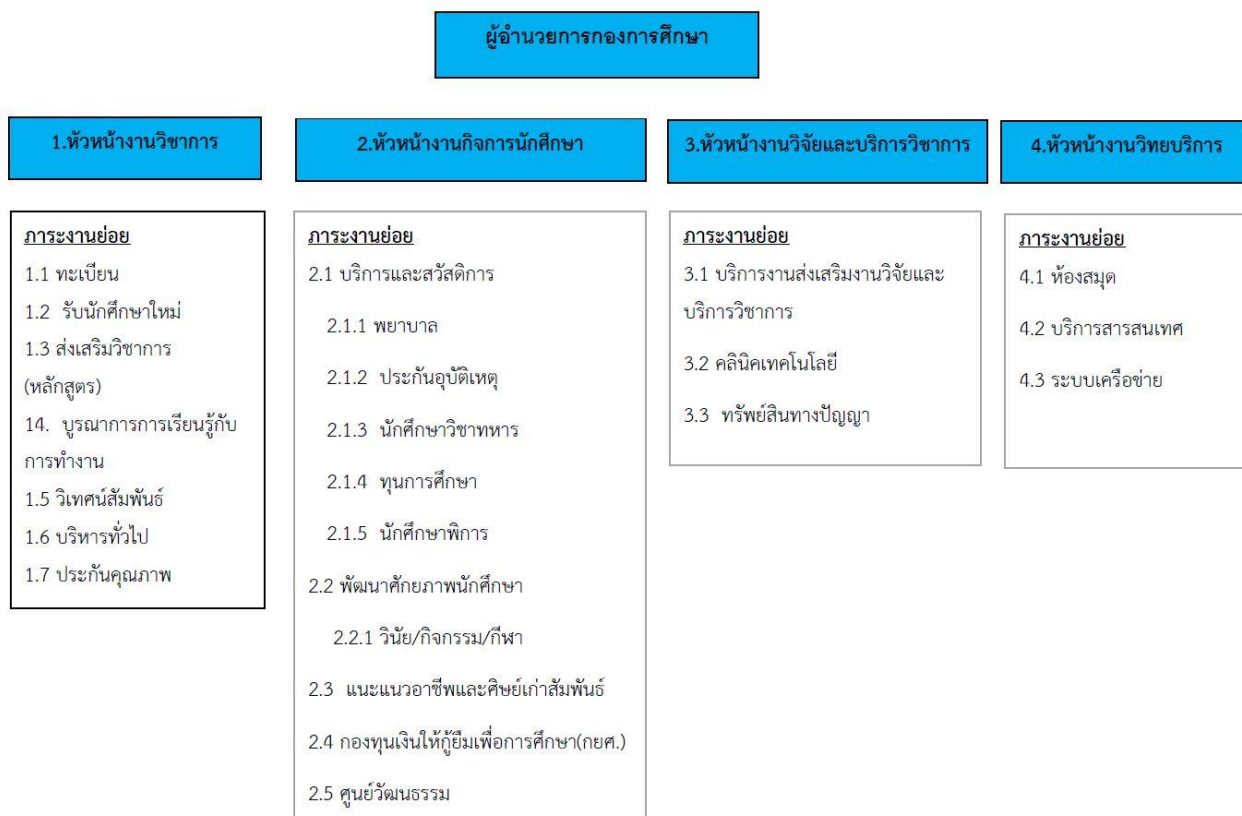 ผู้อำนวยการกองการศึกษา
1.หัวหน้างานวิชาการ
ภาระงานย่อย
1.1 ทะเบียน
1.2 รับนักศึกษาใหม่
1.3 ส่งเสริมวิชาการ
(หลักสูตร)
14. บูรณาการการเรียนรู้กับ
การทำงาน
1.5 วิเทศน์สัมพันธ์
1.6 บริหารทั่วไป
1.7 ประกันคุณภาพ
2.หัวหน้างานกิจการนักศึกษา
ภาระงานย่อย
2.1 บริการและสวัสดิการ
2.1.1 พยาบาล
2.1.2 ประกันอุบัติเหตุ
2.1.3 นักศึกษาวิชาทหาร
2.1.4 ทุนการศึกษา
2.1.5 นักศึกษาพิการ
2.2 พัฒนาศักยภาพนักศึกษา
2.2.1 วินัย/กิจกรรม/กีฬา
2.3 แนะแนวอาชีพและศิษย์เก่าสัมพันธ์
2.4 กองทุนเงินให้กู้ยืมเพื่อการศึกษา(กยศ.)
2.5 ศูนย์วัฒนธรรม
3.หัวหน้างานวิจัยและบริการวิชาการ
ภาระงานย่อย
3.1 บริการงานส่งเสริมงานวิจัยและ
บริการวิชาการ
3.2 คลินิคเทคโนโลยี
3.3 ทรัพย์สินทางปัญญา
4.หัวหน้างานวิทยบริการ
ภาระงานย่อย
4.1 ห้องสมุด
4.2 บริการสารสนเทศ
4.3 ระบบเครือข่าย